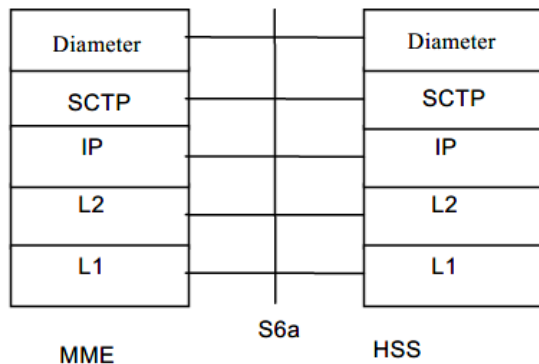 Diameter
SCTP
IP
L2
L1
Diameter
SCTP
IP
L2
L1
S6a
MME
HSS